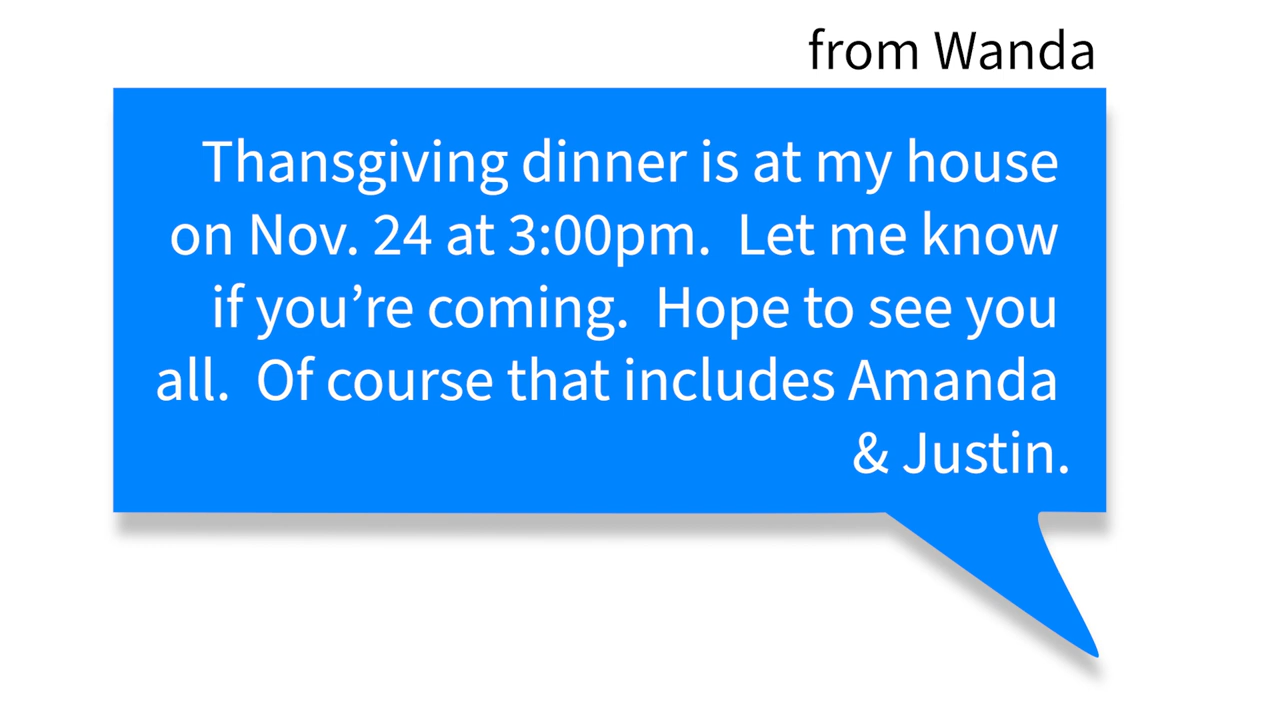 from Wanda
Thansgiving dinner is at my house
on Nov. 24 at 3:00pm.  Let me know
if you’re coming.  Hope to see you
all.  Of course that includes Amanda
& Justin.